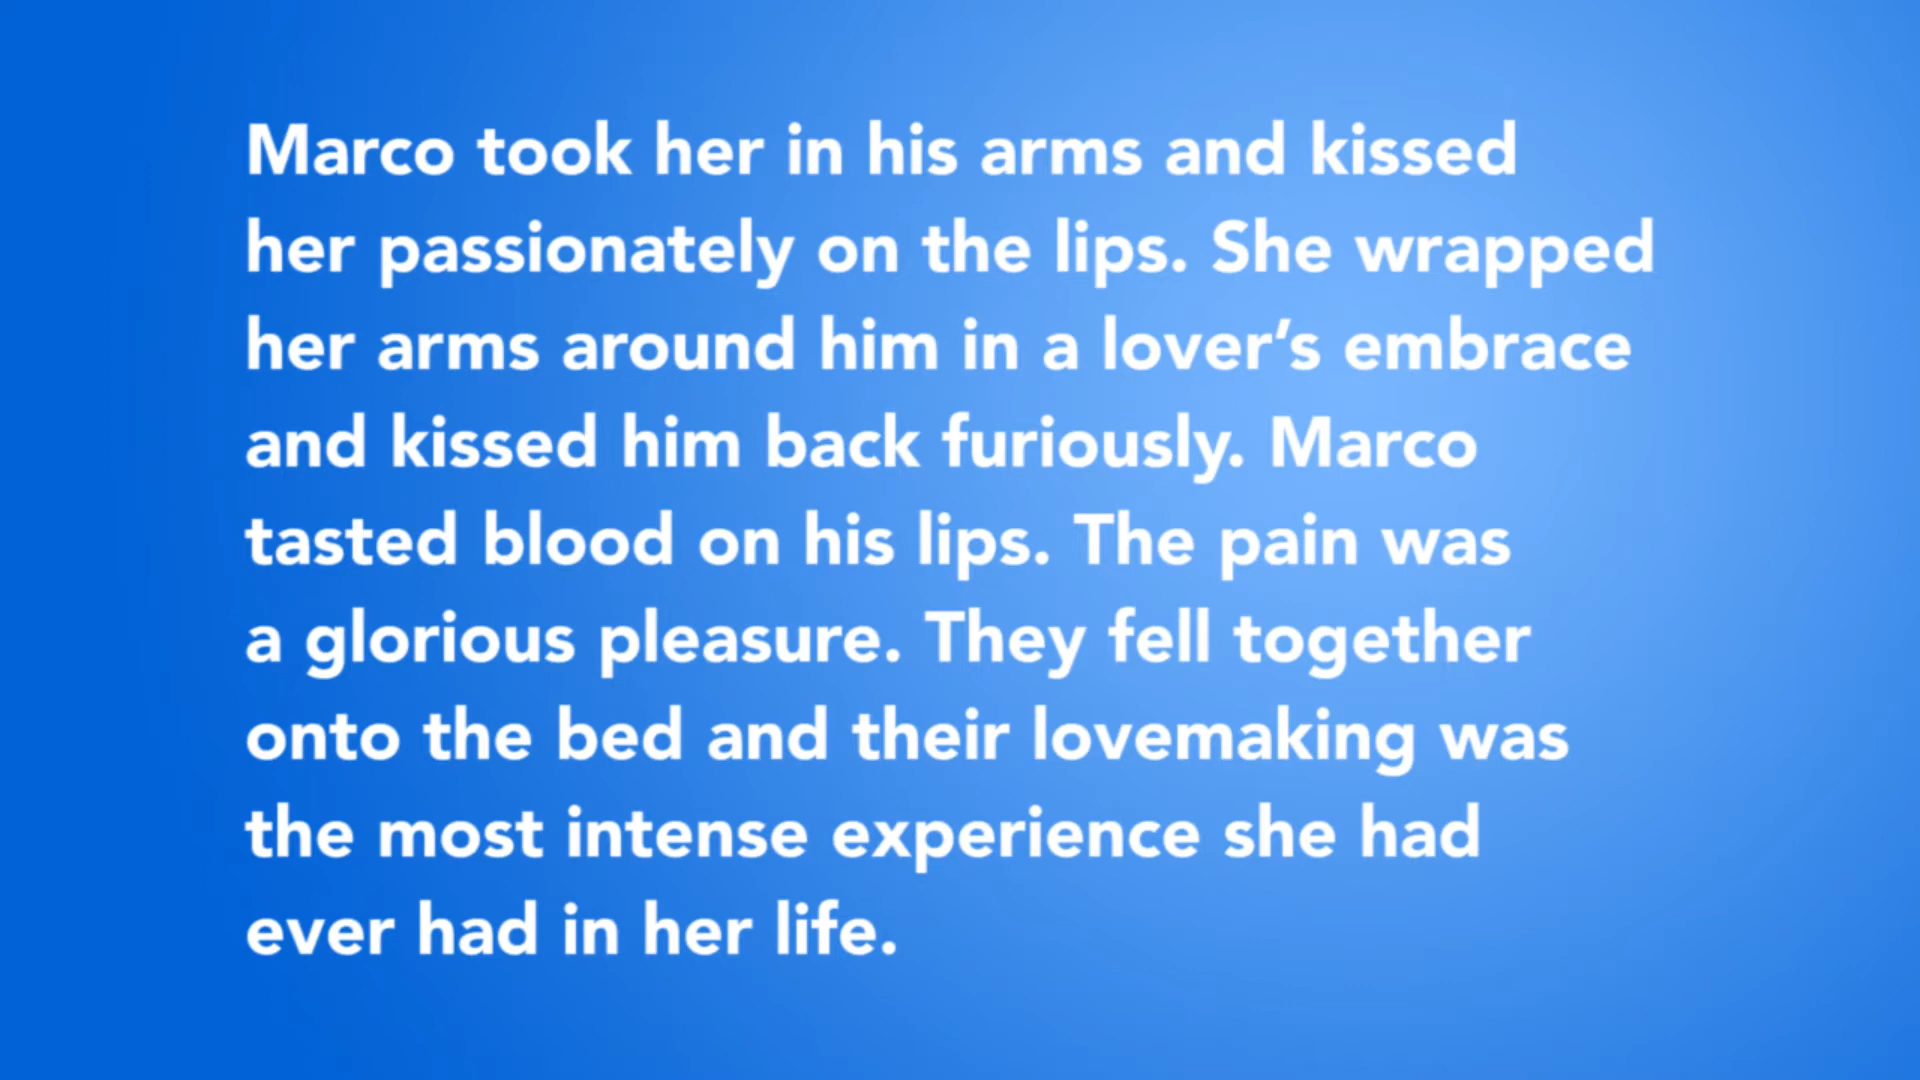 Marco took her in his arms and kissed
her passionately on the lips. She wrapped
her arms around him in a lover’s embrace
and kissed him back furiously. Marco
tasted blood on his lips. The pain was
a glorious pleasure. They fell together
onto the bed and their lovemaking was
the most intense experience she had
ever had in her life.